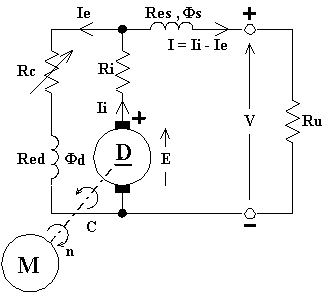 Ie
Res , Φs
+
I = Ii - Ie
Rc
Ri
Ii
+
V
Ru
Red
Φd
D
E
C
n
M
–